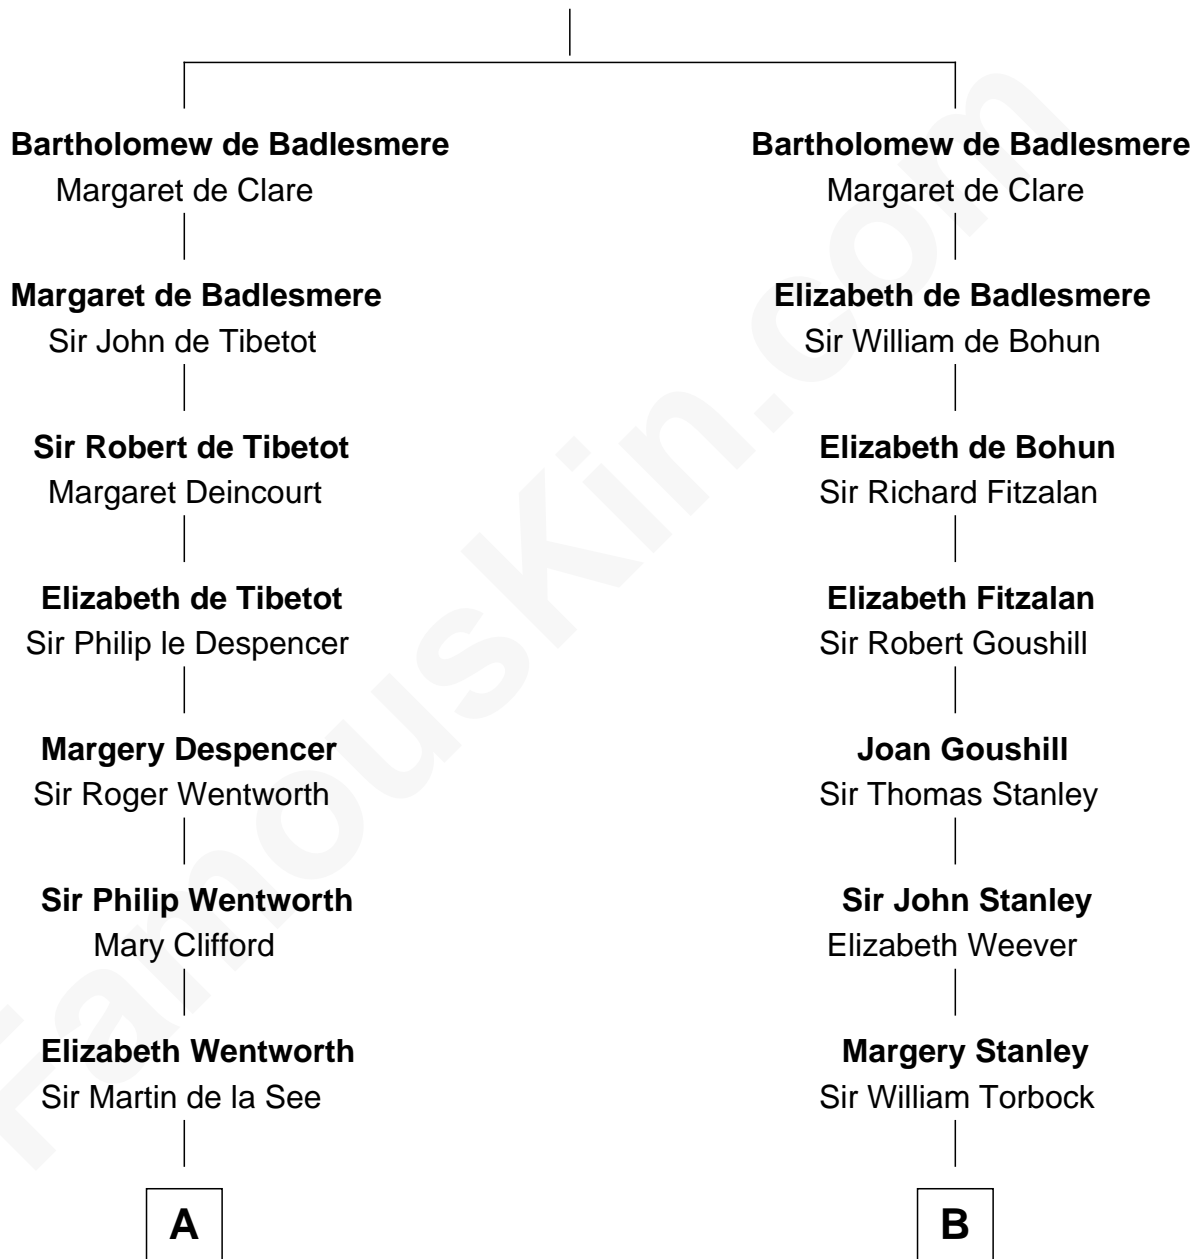 Bartholomew de Badlesmere
Margaret de Clare
Margaret de Badlesmere
Sir John de Tibetot
Sir Robert de Tibetot
Margaret Deincourt
Elizabeth de Tibetot
Sir Philip le Despencer
Margery Despencer
Sir Roger Wentworth
Sir Philip Wentworth
Mary Clifford
Elizabeth Wentworth
Sir Martin de la See
A
Bartholomew de Badlesmere
Margaret de Clare
Elizabeth de Badlesmere
Sir William de Bohun
Elizabeth de Bohun
Sir Richard Fitzalan
Elizabeth Fitzalan
Sir Robert Goushill
Joan Goushill
Sir Thomas Stanley
Sir John Stanley
Elizabeth Weever
Margery Stanley
Sir William Torbock
B
FamousKin.com